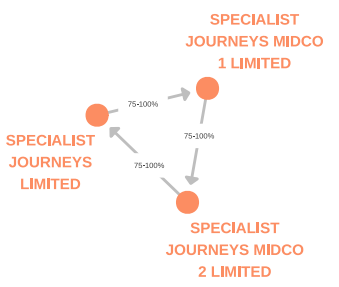 SPECIALIST
JOURNEYS MIDCO
1 LIMITED
75-100%
75-100%
SPECIALIST
JOURNEYS
LIMITED
75-100%
SPECIALIST
JOURNEYS MIDCO
2 LIMITED